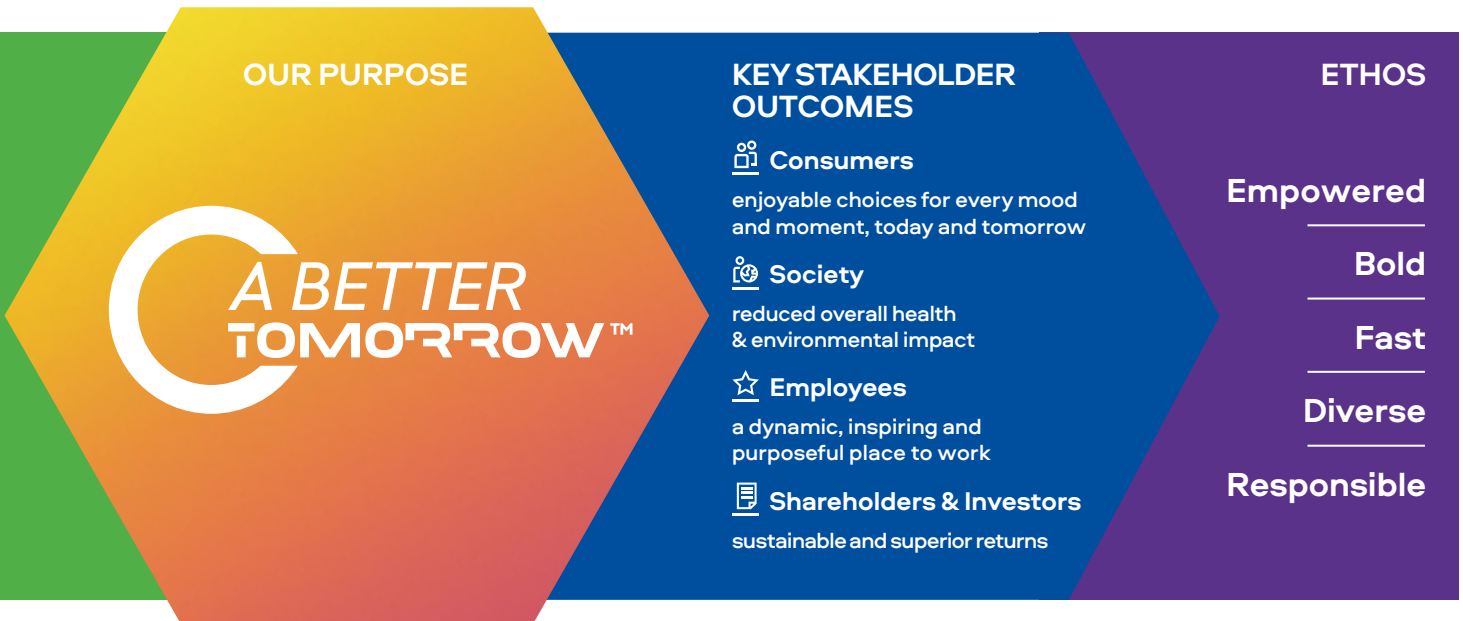 OUR PURPOSE
A BETTER
TOMORROW™
KEY STAKEHOLDER
OUTCOMES
Consumers
enjoyable choices for every mood
and moment, today and tomorrow
Society
reduced overall health
& environmental impact
Employees
a dynamic, inspiring and
purposeful place to work
Shareholders & Investors
sustainable and superior returns
ETHOS
Empowered
Bold
Fast
Diverse
Responsible